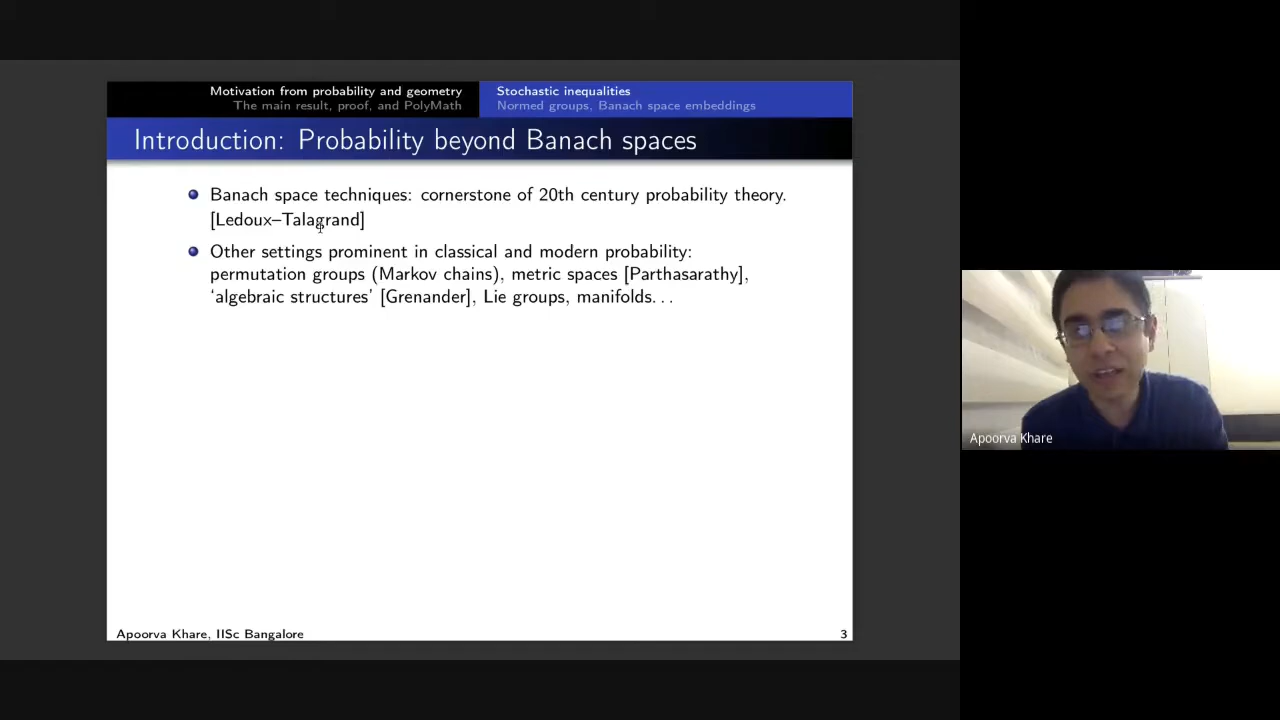 Motivation from probability and geometry
The main result, proof, and PolyMath
Stochastic inequalities
Normed groups, Banach space embeddings
Introduction: Probability beyond Banach spaces
Banach space techniques: cornerstone of 20th century probability theory.
[Ledoux–Talagrand]
Other settings prominent in classical and modern probability:
permutation groups (Markov chains), metric spaces [Parthasarathy],
‘algebraic structures’ [Grenander], Lie groups, manifolds. . .
Apoorva Khare, IISc Bangalore
3
Apoorva Khare